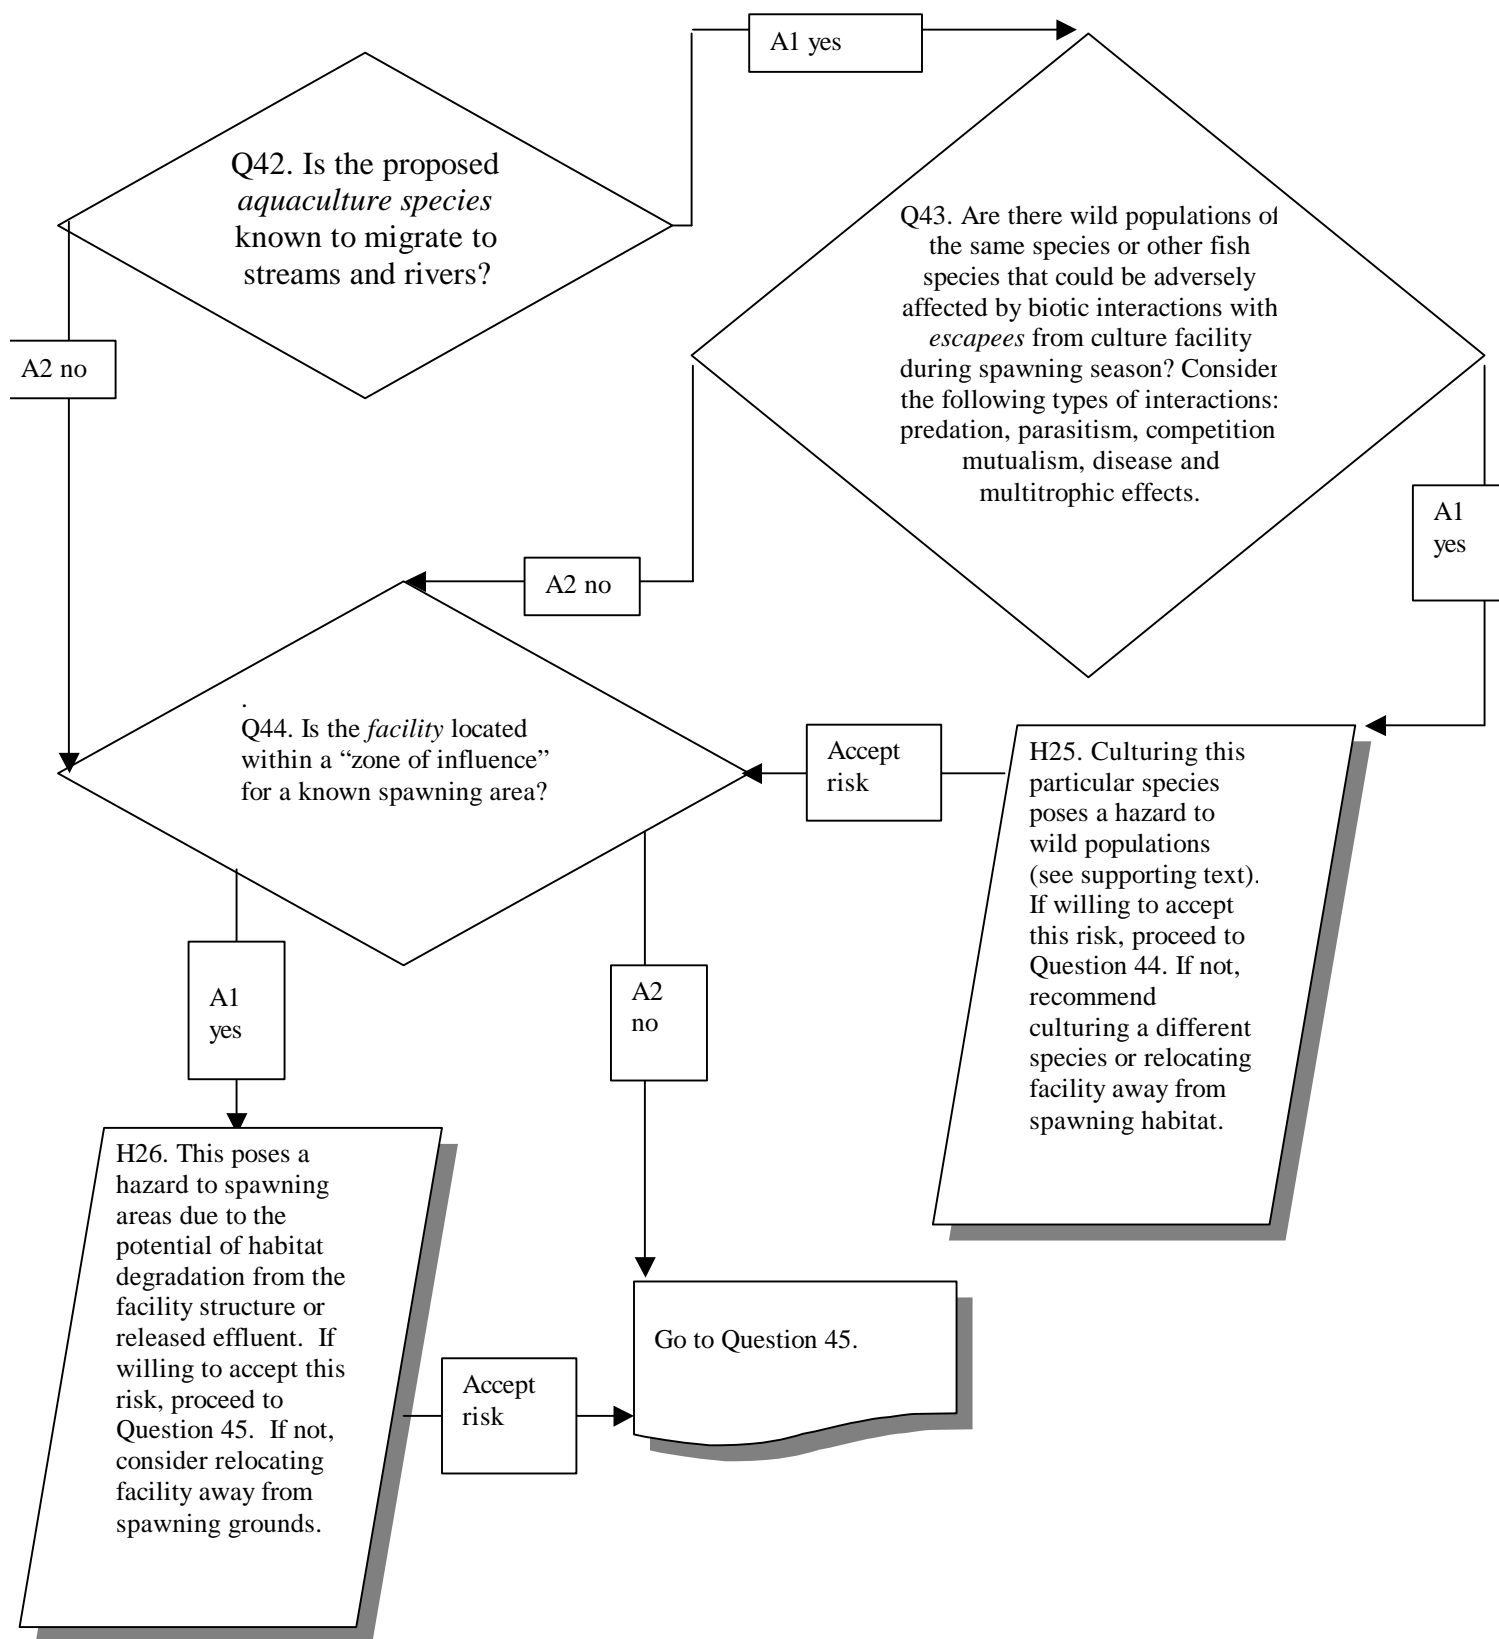 A1 yes
Q42. Is the proposed
aquaculture species
known to migrate to
streams and rivers?
Q43. Are there wild populations of
the same species or other fish
species that could be adversely
affected by biotic interactions with
escapees from culture facility
during spawning season? Consider
the following types of interactions:
predation, parasitism, competition
mutualism, disease and
multitrophic effects.
A2 no
A1
yes
A2 no
.
Q44. Is the facility located
within a “zone of influence”
for a known spawning area?
Accept
risk
H25. Culturing this
particular species
poses a hazard to
wild populations
(see supporting text).
If willing to accept
this risk, proceed to
Question 44. If not,
recommend
culturing a different
species or relocating
facility away from
spawning habitat.
A1
yes
A2
no
H26. This poses a
hazard to spawning
areas due to the
potential of habitat
degradation from the
facility structure or
released effluent.  If
willing to accept this
risk, proceed to
Question 45.  If not,
consider relocating
facility away from
spawning grounds.
Accept
risk
Go to Question 45.